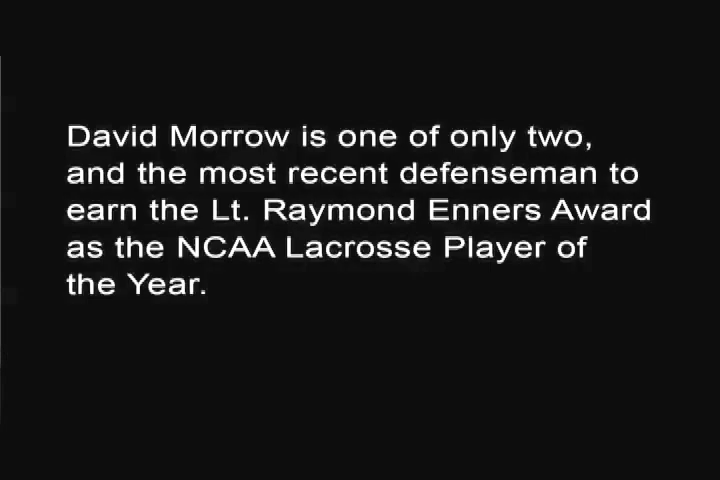 David Morrow is one of only two,
and the most recent defenseman to
earn the Lt. Raymond Enners Award
as the NCAA Lacrosse Player of
the Year.